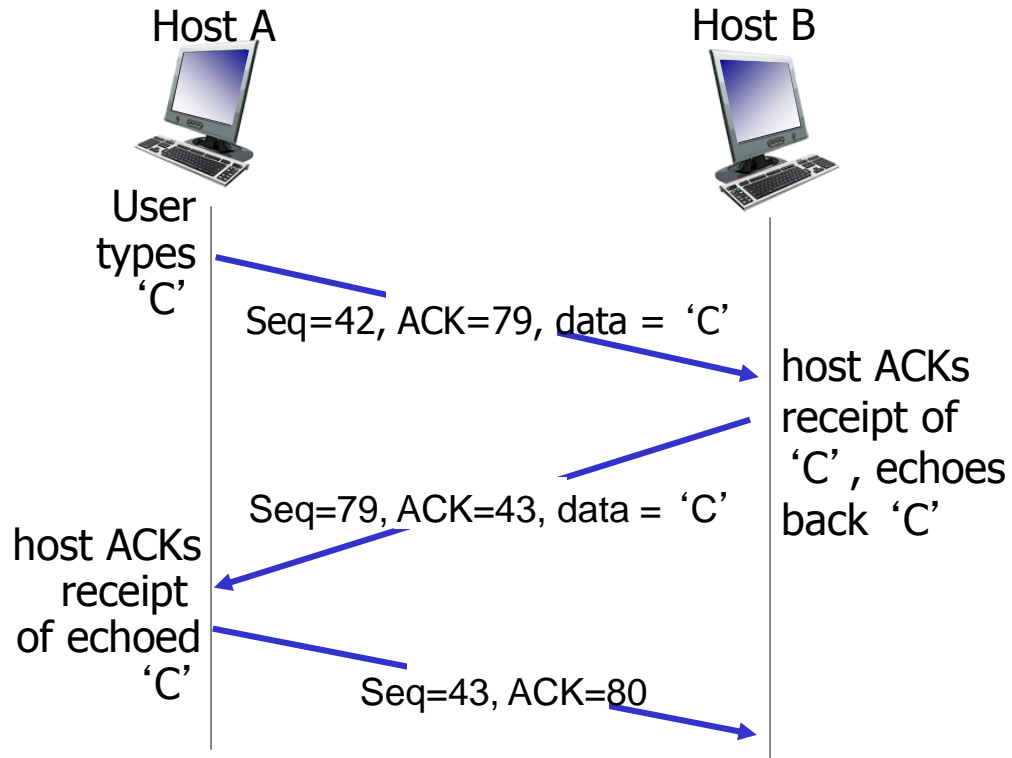 Host A
Host B
User
types
‘C’
Seq=42, ACK=79, data = ‘C’
host ACKs
receipt of
‘C’, echoes
back ‘C’
Seq=79, ACK=43, data = ‘C’
host ACKs
receipt
of echoed
‘C’
Seq=43, ACK=80